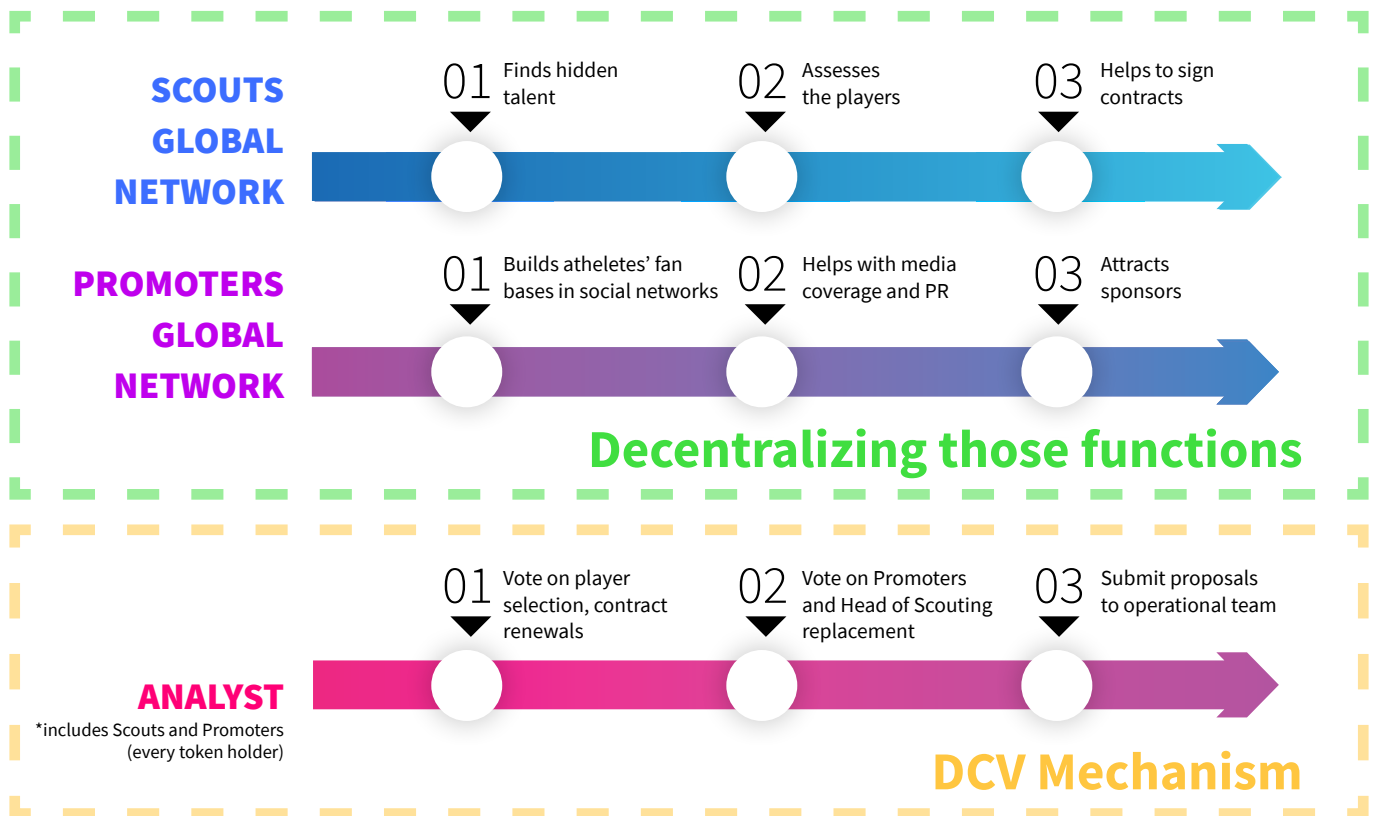 SCOUTS
GLOBAL
NETWORK
01
Finds hidden
talent
02
Assesses
the players
03
Helps to sign
contracts
PROMOTERS
GLOBAL
NETWORK
01
Builds atheletes’ fan
bases in social networks
02
Helps with media
coverage and PR
03
Attracts
sponsors
Decentralizing those functions
ANALYST
*includes Scouts and Promoters
(every token holder)
01
Vote on player
selection, contract
renewals
02
Vote on Promoters
and Head of Scouting
replacement
03
Submit proposals
to operational team
DCV Mechanism